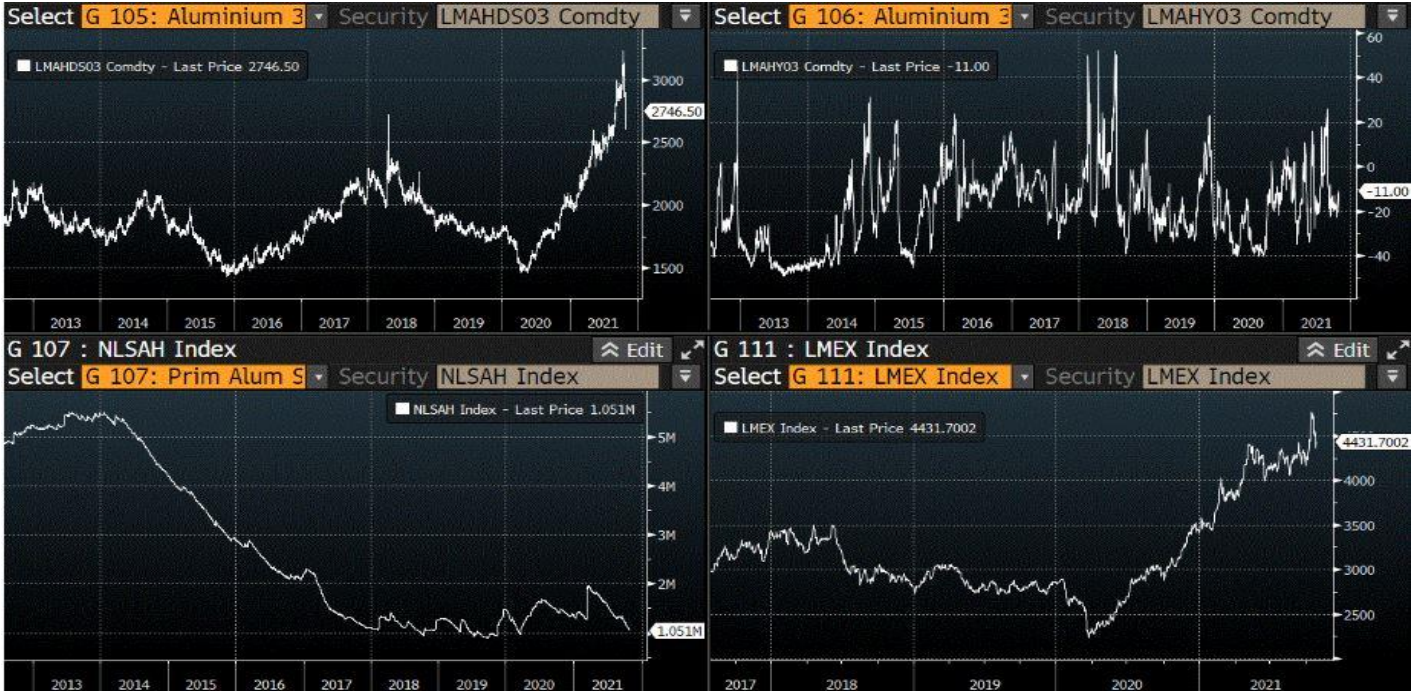 Select G 105: Aluminium 3 Security LMAHDS03 Comdty
LMAHDS03 Comdty - Last Price 2746.50
3000
2746.50
2500
2000
1500
2013 2014 2015 2016 2017 2018 2019 2020 2021
Select G 106: Aluminium 3 Security LMAHY03 Comdty
LMAHY03 Comdty - Last Price -11.00
60
40
20
0
-11.00
-20
-40
2013 2014 2015 2016 2017 2018 2019 2020 2021
G 107 : NLSAH Index Edit
Select G 107: Prim Alum S Security NLSAH Index
NLSAH Index - Last Price 1.051M
5M
4M
3M
2M
1.051M
2013 2014 2015 2016 2017 2018 2019 2020 2021
G 111 : LMEX Index Edit
Select G 111: LMEX Index Security LMEX Index
LMEX Index - Last Price 4431.7002
4431.7002
4000
3500
3000
2500
2017 2018 2019 2020 2021